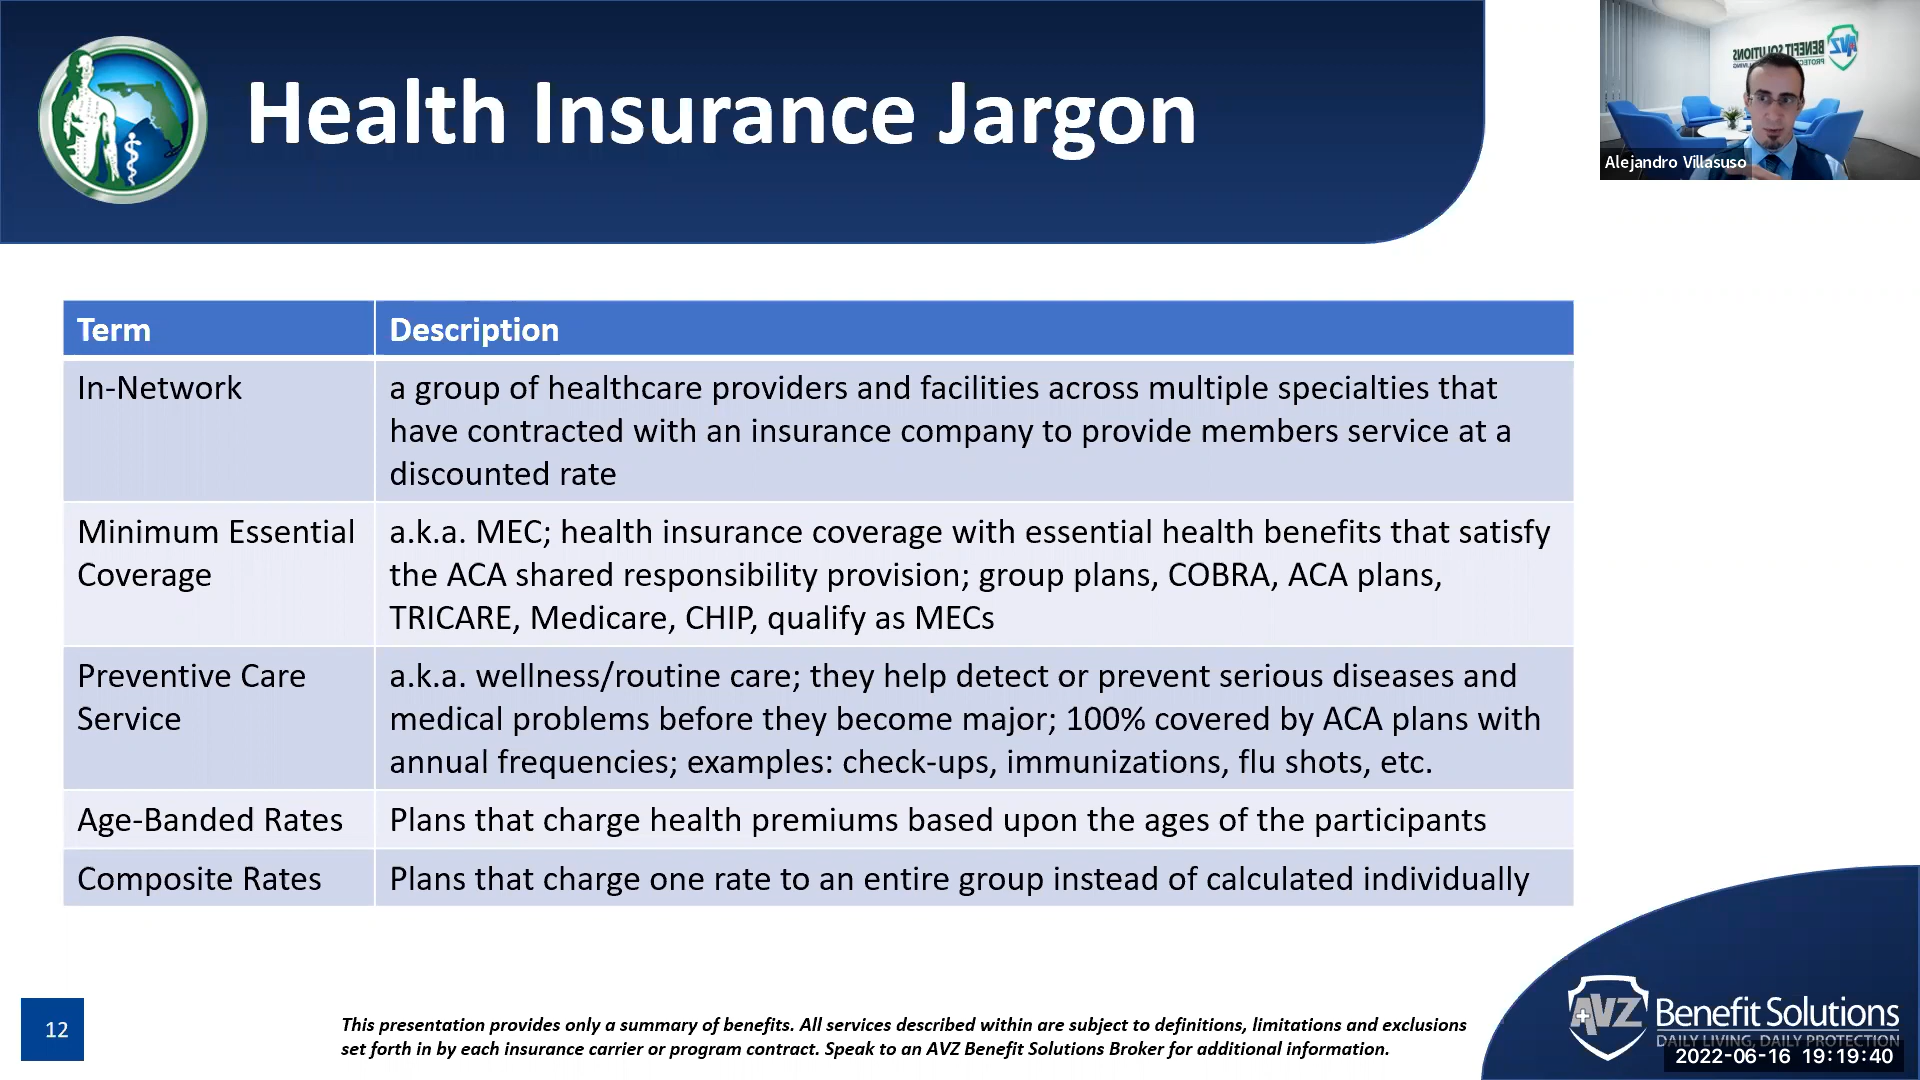 Health Insurance Jargon
BENEFIT SOLUTIONS
Alejandro Villasuso
Term Description
In-Network a group of healthcare providers and facilities across multiple specialties that
have contracted with an insurance company to provide members service at a
discounted rate
Minimum Essential a.k.a. MEC; health insurance coverage with essential health benefits that satisfy
Coverage the ACA shared responsibility provision; group plans, COBRA, ACA plans,
TRICARE, Medicare, CHIP, qualify as MECs
Preventive Care a.k.a. wellness/routine care; they help detect or prevent serious diseases and
Service medical problems before they become major; 100% covered by ACA plans with
annual frequencies; examples: check-ups, immunizations, flu shots, etc.
Age-Banded Rates Plans that charge health premiums based upon the ages of the participants
Composite Rates Plans that charge one rate to an entire group instead of calculated individually
12
This presentation provides only a summary of benefits. All services described within are subject to definitions, limitations and exclusions
set forth in by each insurance carrier or program contract. Speak to an AVZ Benefit Solutions Broker for additional information.
AVZ Benefit Solutions
DAILY LIVING, DAILY PROTECTION
2022-06-16 19:19:40